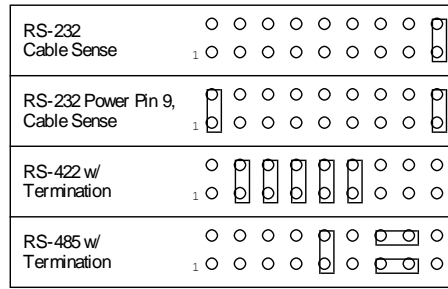 RS-232
Cable Sense
1
RS-232 Power Pin 9,
Cable Sense
1
RS-422 w/
Termination
1
RS-485 w/
Termination
1